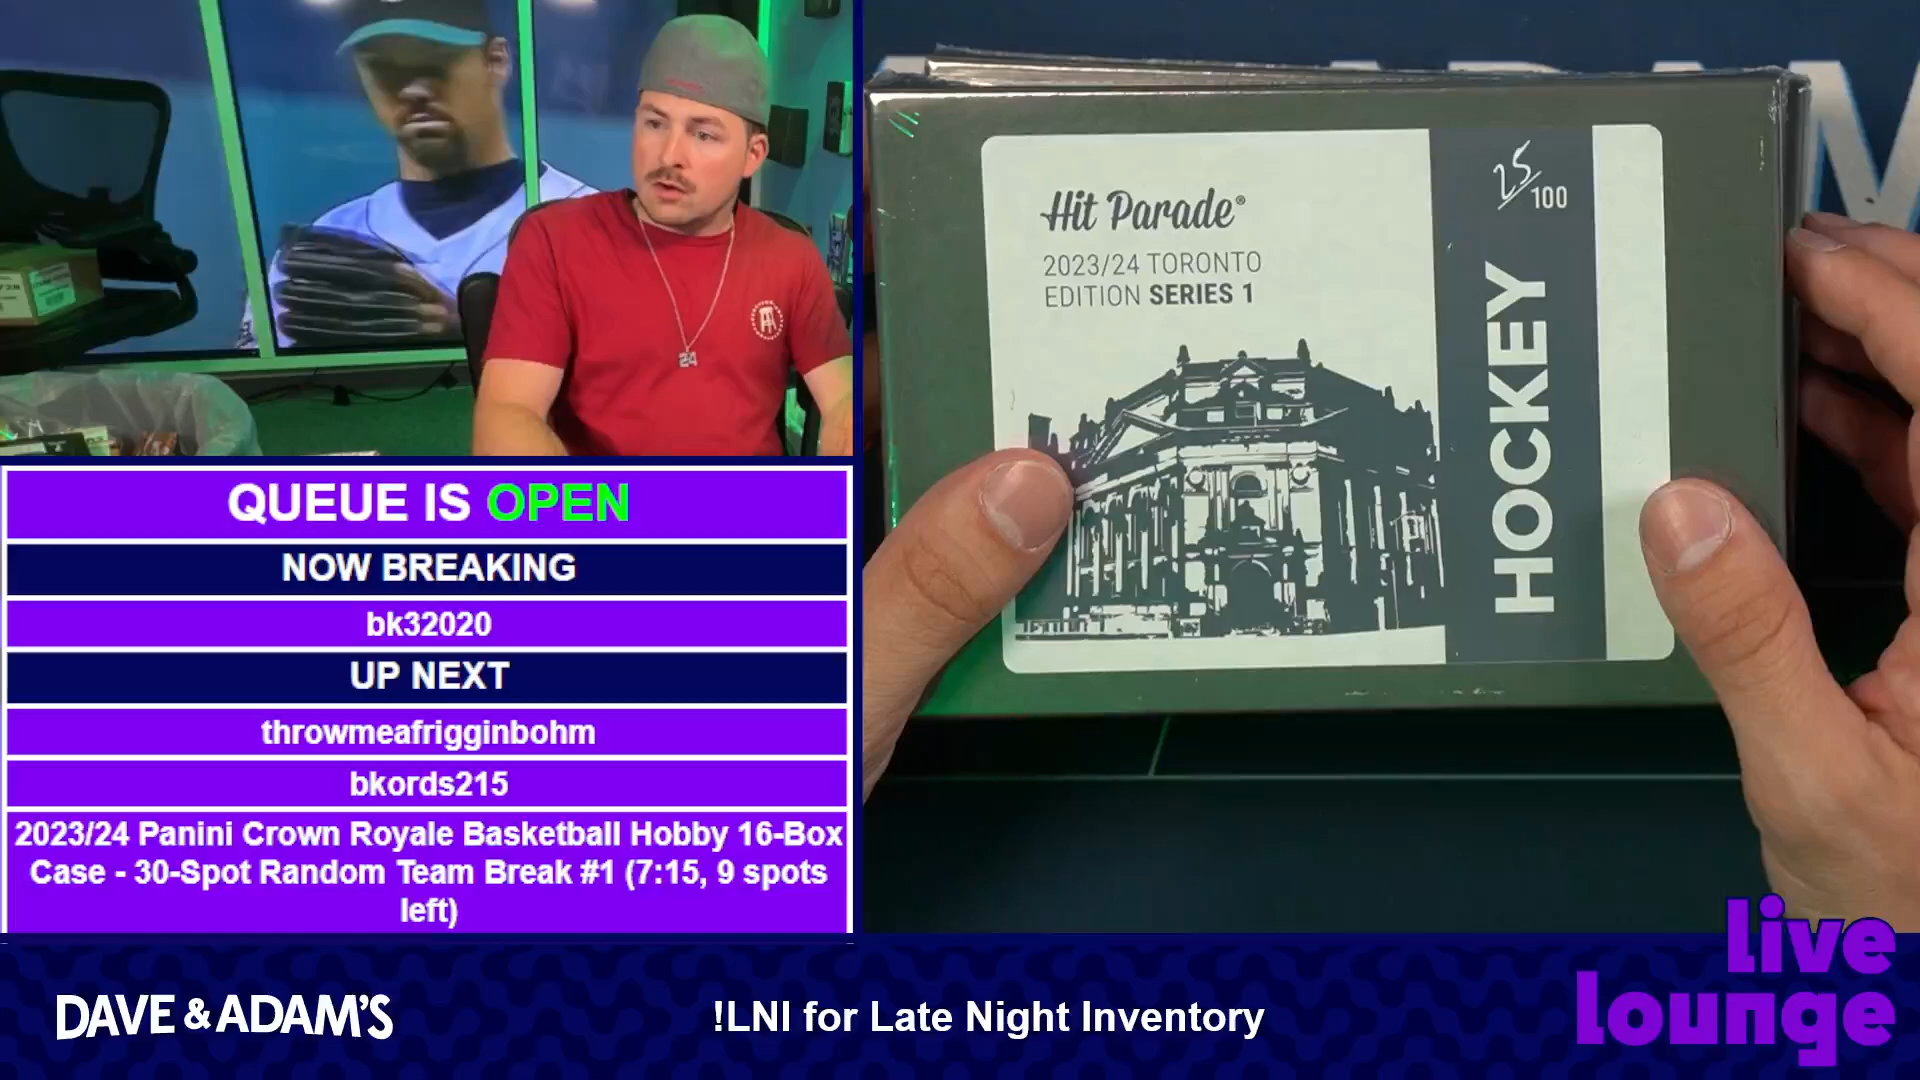 24
QUEUE IS OPEN
NOW BREAKING
bk32020
UP NEXT
throwmeafrigginbohm
bkords215
2023/24 Panini Crown Royale Basketball Hobby 16-Box
Case - 30-Spot Random Team Break #1 (7:15, 9 spots
left)
Hit Parade®
2023/24 TORONTO
EDITION SERIES 1
25/100
HOCKEY
DAVE & ADAM'S
!LNI for Late Night Inventory
live
lounge